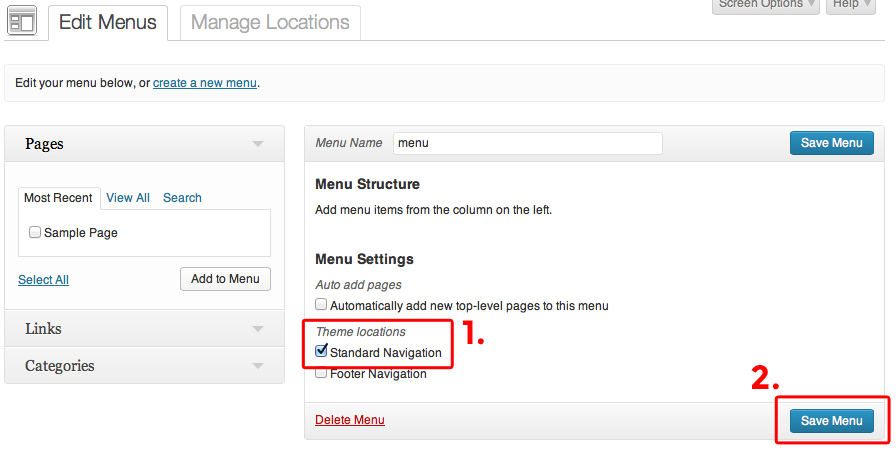 Edit Menus
Manage Locations
Screen Options
Help
Edit your menu below, or create a new menu.
Pages
Most Recent
View All
Search
Sample Page
Select All
Add to Menu
Links
Categories
Menu Name
menu
Save Menu
Menu Structure
Add menu items from the column on the left.
Menu Settings
Auto add pages
Automatically add new top-level pages to this menu
Theme locations
1.
Standard Navigation
Footer Navigation
2.
Delete Menu
Save Menu